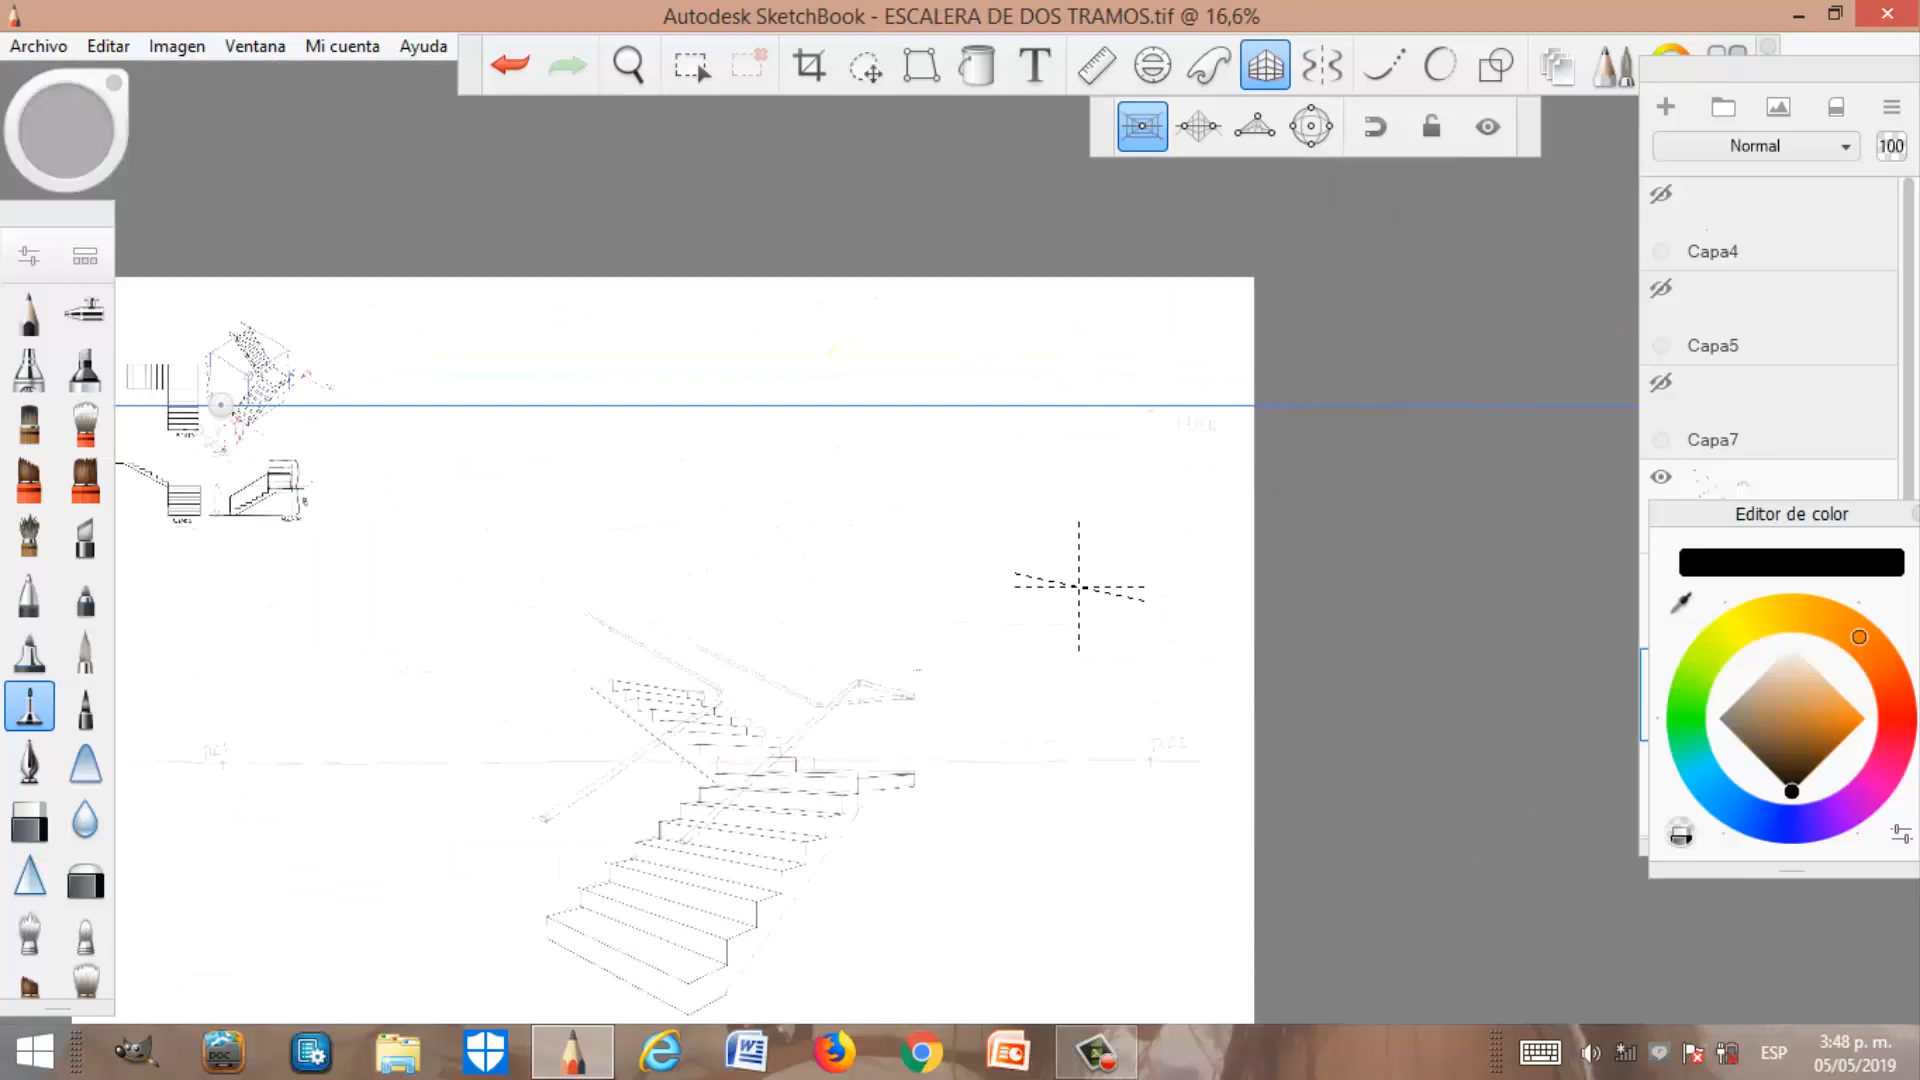 Autodesk SketchBook - ESCALERA DE DOS TRAMOS.tif @ 16,6%
Archivo Editar Imagen Ventana Mi cuenta Ayuda
T
Normal 100
Capa4
Capa5
Capa7
Editor de color
DOC
ESP
3:48 p. m.
05/05/2019